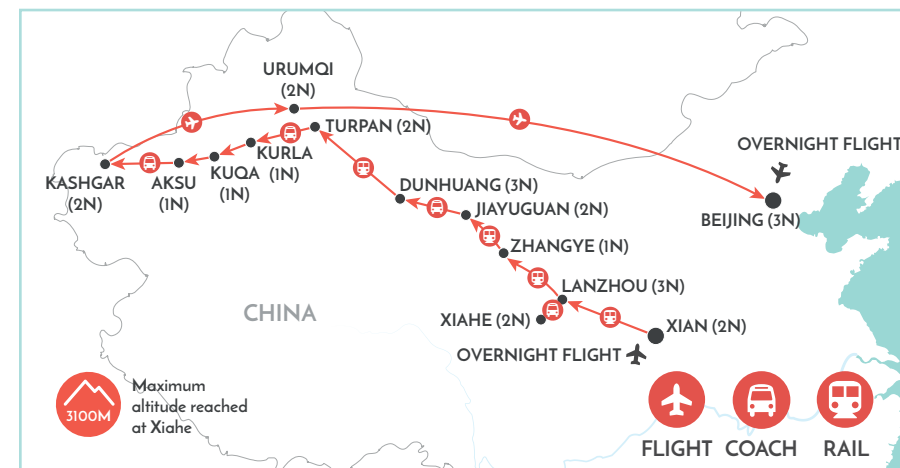 URUMQI
(2N)
TURPAN (2N)
KURLA
(1N)
KUQA
(1N)
AKSU
(1N)
KASHGAR
(2N)
DUNHUANG (3N)
JIAYUGUAN (2N)
ZHANGYE (1N)
LANZHOU (3N)
XIAHE (2N)
XIAN (2N)
OVERNIGHT FLIGHT
OVERNIGHT FLIGHT
BEIJING (3N)
CHINA
3100M
Maximum
altitude reached
at Xiahe
FLIGHT
COACH
RAIL